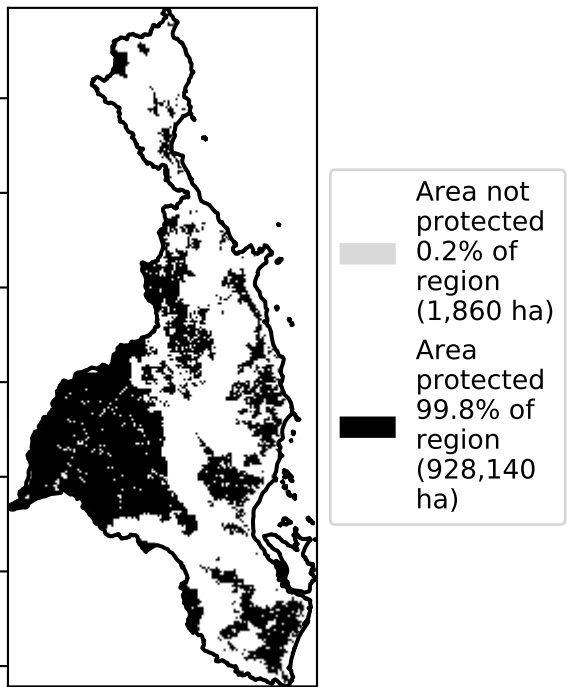 Area not
protected
0.2% of
region
(1,860 ha)
Area
protected
99.8% of
region
(928,140
ha)